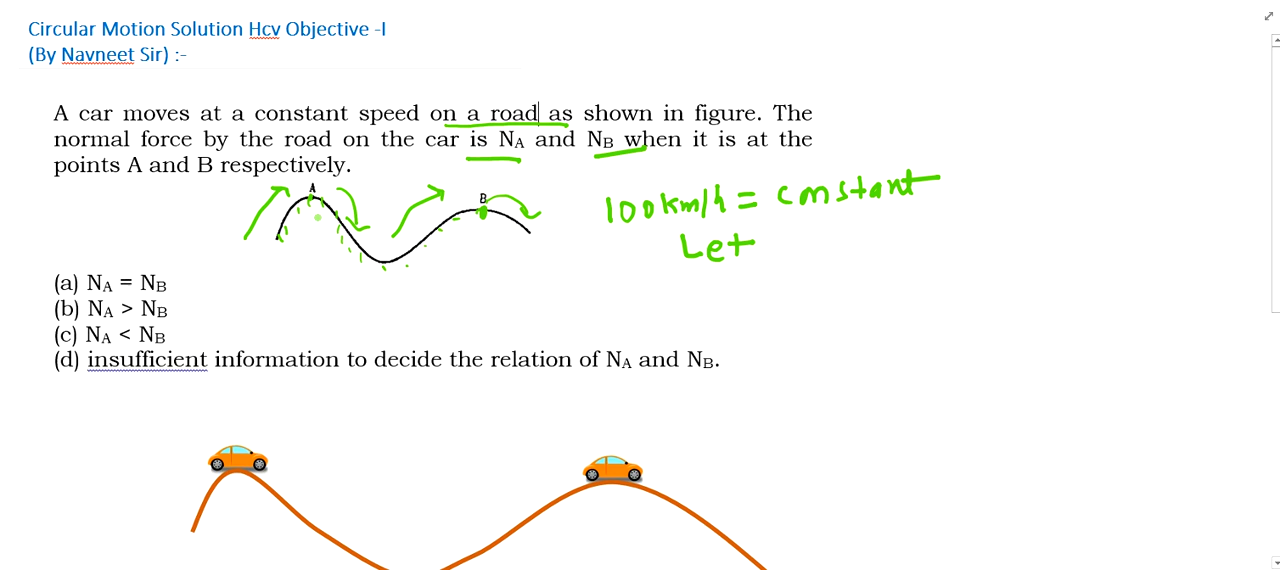 Circular Motion Solution Hcv Objective -I
(By Navneet Sir) :-
A car moves at a constant speed on a road as shown in figure. The
normal force by the road on the car is NA and NB when it is at the
points A and B respectively.
A
B
100km/h = constant
Let
(a) NA = NB
(b) NA > NB
(c) NA < NB
(d) insufficient information to decide the relation of NA and NB.